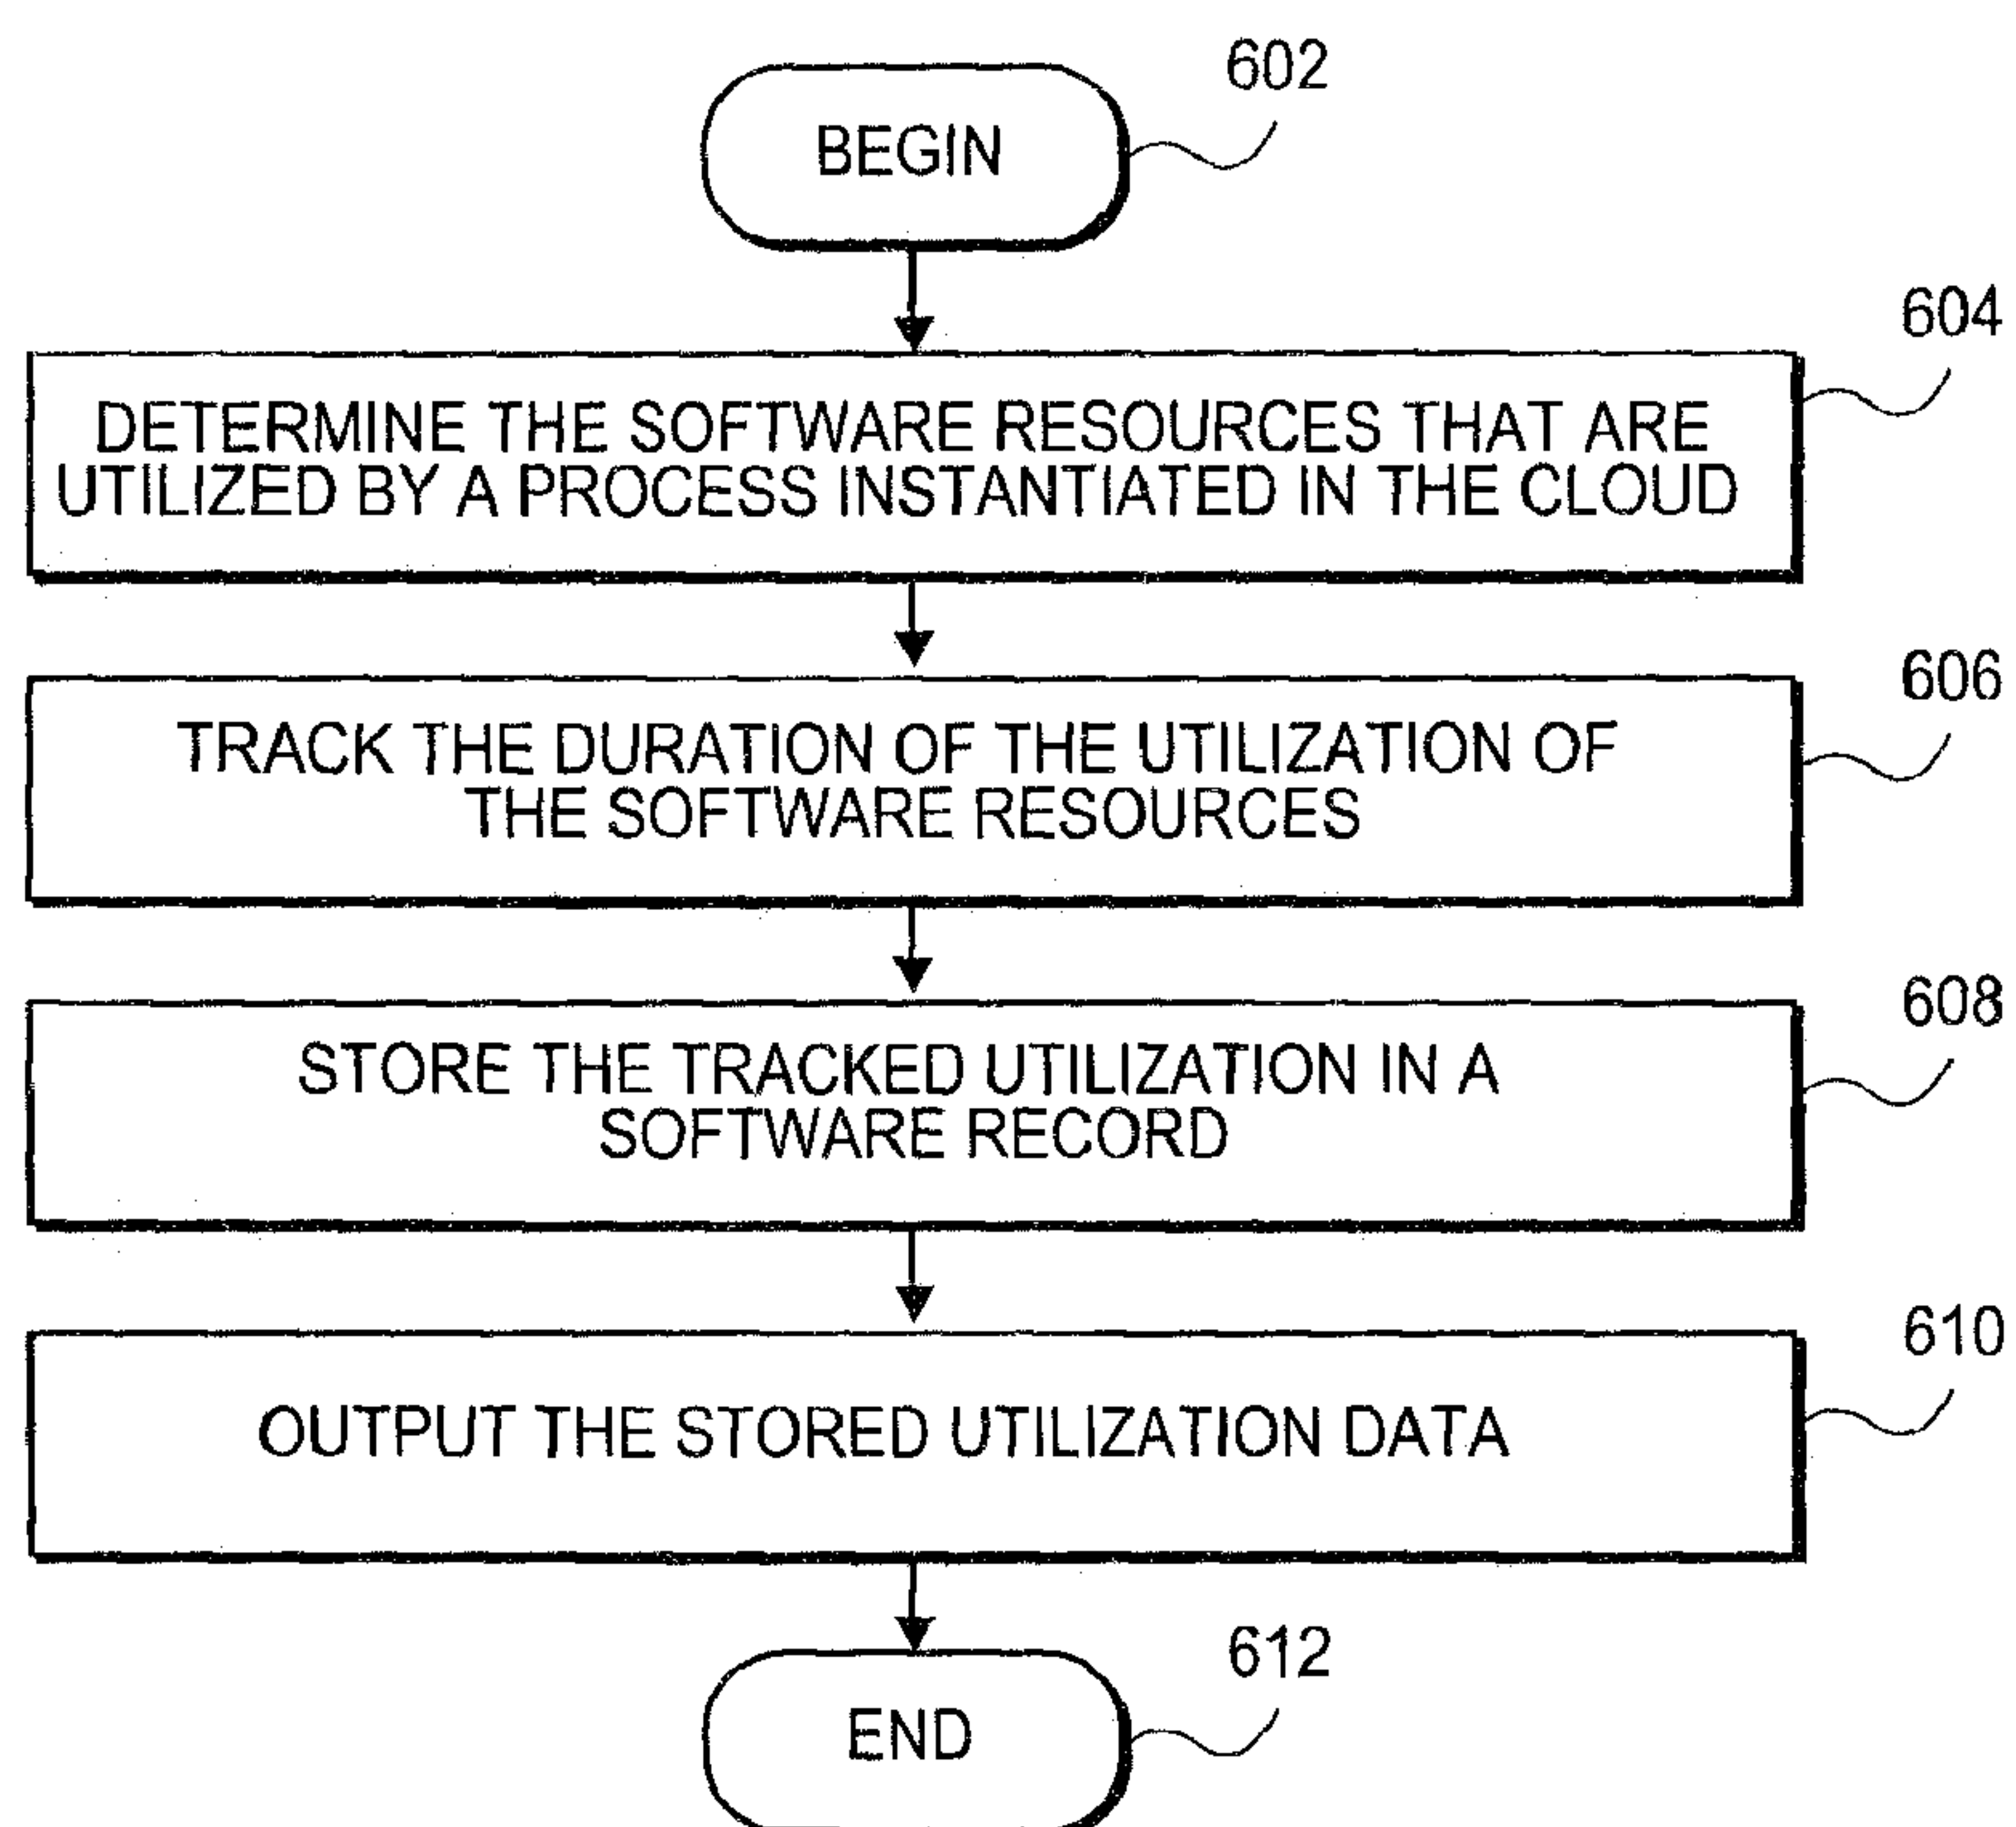 602
BEGIN
604
DETERMINE THE SOFTWARE RESOURCES THAT ARE
UTILIZED BY A PROCESS INSTANTIATED IN THE CLOUD
606
TRACK THE DURATION OF THE UTILIZATION OF
THE SOFTWARE RESOURCES
608
STORE THE TRACKED UTILIZATION IN A
SOFTWARE RECORD
610
OUTPUT THE STORED UTILIZATION DATA
612
END